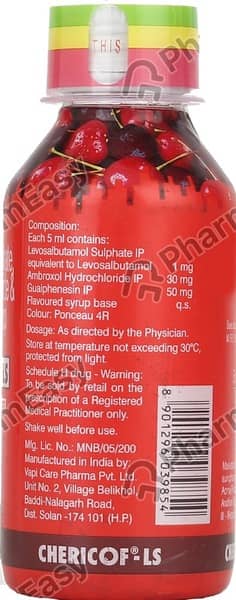 THIS
Composition:
Each 5 ml contains:
Levosalbutamol Sulphate IP
equivalent to Levosalbutamol 1 mg
Ambroxol Hydrochloride IP 30 mg
Guaiphenesin IP 50 mg
Flavoured syrup base q.s.
Colour: Ponceau 4R
Dosage: As directed by the Physician.
Store at temperature not exceeding 30°C,
protected from light.
Schedule H drug - Warning:
To be sold by retail on the
prescription of a Registered
Medical Practitioner only.
Shake well before use.
Mfg. Lic. No.: MNB/05/200
Manufactured in India by
Vapi Care Pharma Pvt. Ltd.
Unit No. 2, Village Belikhol,
Baddi-Nalagarh Road,
Dist. Solan - 174 101 (H.P.)
8 901296 039854
CHERICOF®-LS
LS
&
PharmEasy